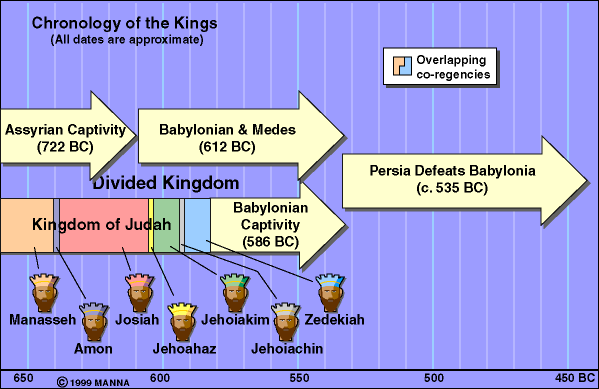 Chronology of the Kings
(All dates are approximate)
Overlapping
co-regencies
Assyrian Captivity
(722 BC)
Babylonian & Medes
(612 BC)
Persia Defeats Babylonia
(c. 535 BC)
Divided Kingdom
Kingdom of Judah
Babylonian
Captivity
(586 BC)
Manasseh
Josiah
Jehoiakim
Zedekiah
Amon
Jehoahaz
Jehoiachin
650
600
550
500
450 BC
© 1999 MANNA